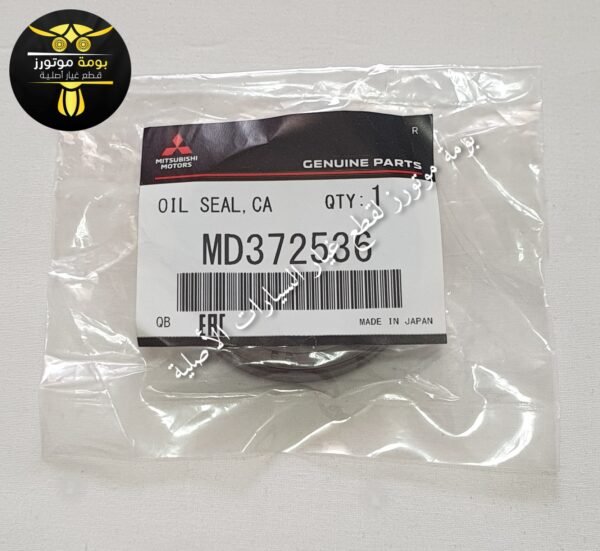 بومة موتورز
قطع غيار أصلية
R
MITSUBISHI
MOTORS
GENUINE PARTS
OIL SEAL,CA QTY: 1
MD372536
QB EAC MADE IN JAPAN
بومة موتورز لقطع غيار السيارات الأصلية